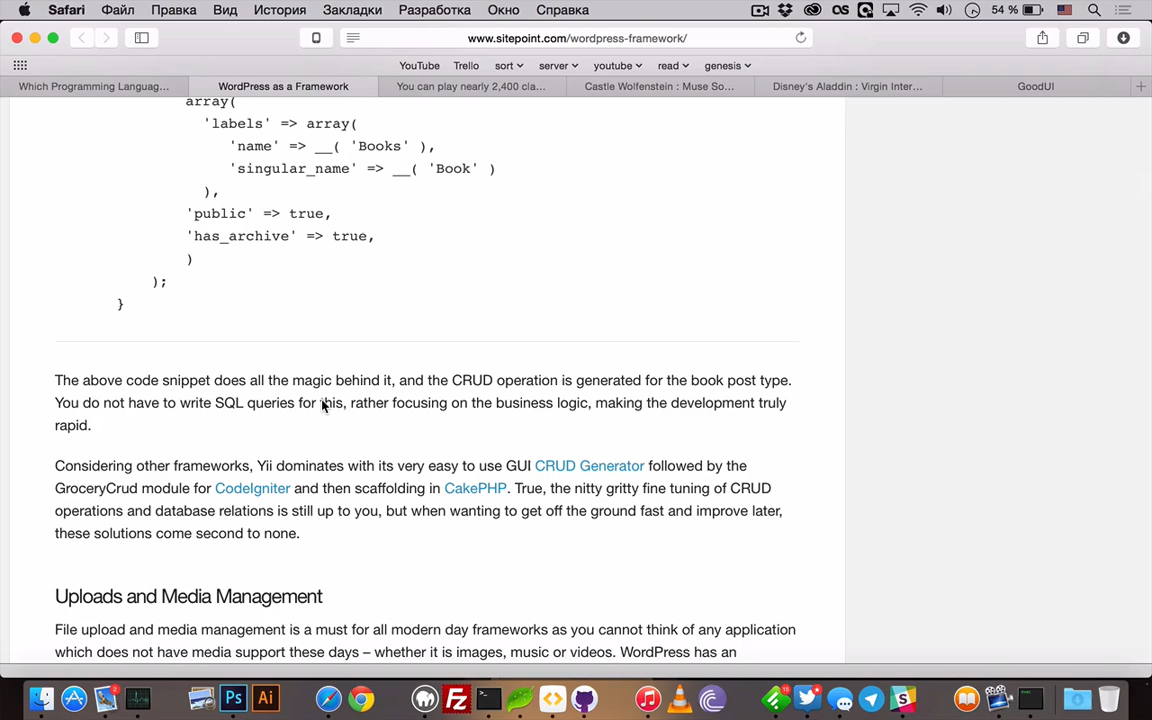 Safari Файл Правка Вид История Закладки Разработка Окно Справка 54 %
www.sitepoint.com/wordpress-framework/
YouTube Trello sort server youtube read genesis
Which Programming Languag... WordPress as a Framework You can play nearly 2,400 cla... Castle Wolfenstein : Muse So... Disney's Aladdin : Virgin Inter... GoodUI
array(
'labels' => array(
'name' => __( 'Books' ),
'singular_name' => __( 'Book' )
),
'public' => true,
'has_archive' => true,
)
);
}
The above code snippet does all the magic behind it, and the CRUD operation is generated for the book post type.
You do not have to write SQL queries for this, rather focusing on the business logic, making the development truly
rapid.
Considering other frameworks, Yii dominates with its very easy to use GUI CRUD Generator followed by the
GroceryCrud module for CodeIgniter and then scaffolding in CakePHP. True, the nitty gritty fine tuning of CRUD
operations and database relations is still up to you, but when wanting to get off the ground fast and improve later,
these solutions come second to none.
Uploads and Media Management
File upload and media management is a must for all modern day frameworks as you cannot think of any application
which does not have media support these days – whether it is images, music or videos. WordPress has an
Ps Ai Fz